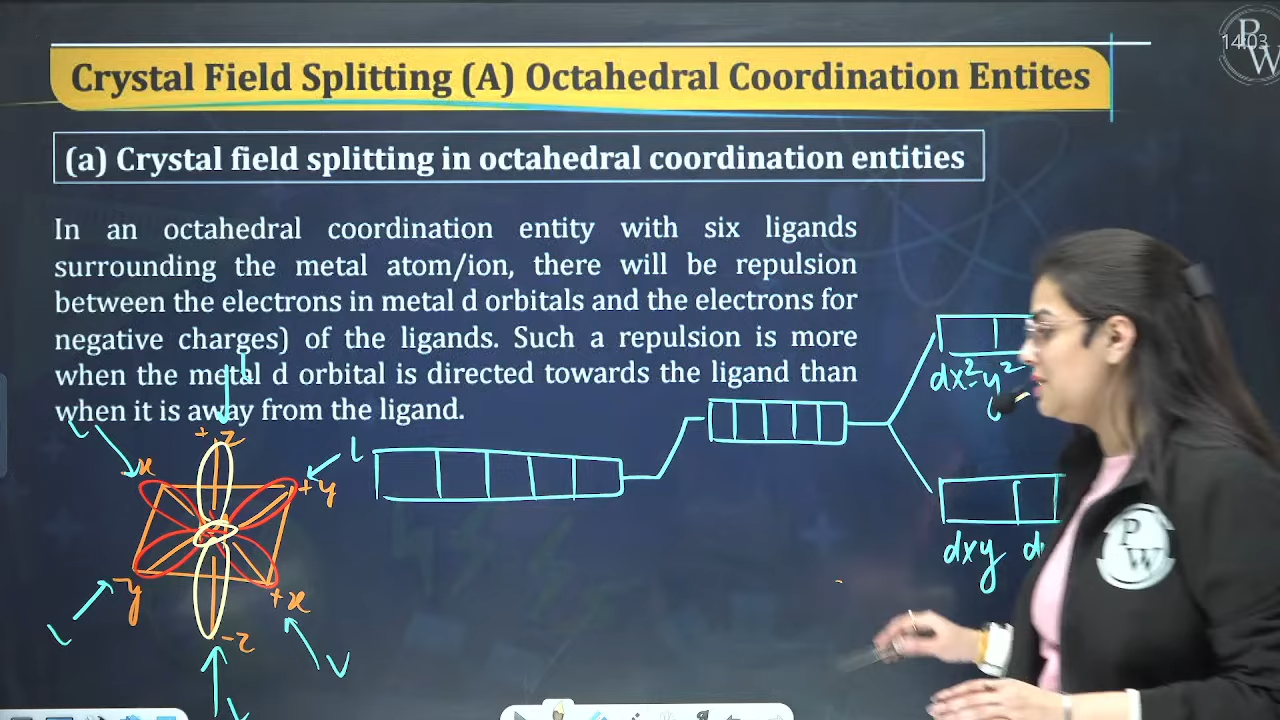 14:03
P
W
Crystal Field Splitting (A) Octahedral Coordination Entites
(a) Crystal field splitting in octahedral coordination entities
In an octahedral coordination entity with six ligands
surrounding the metal atom/ion, there will be repulsion
between the electrons in metal d orbitals and the electrons for
negative charges) of the ligands. Such a repulsion is more
when the metal d orbital is directed towards the ligand than
when it is away from the ligand.
L
L
+z
x
L
+y
-y
+x
L
-z
L
L
dx²-y²
dxy d
P
W